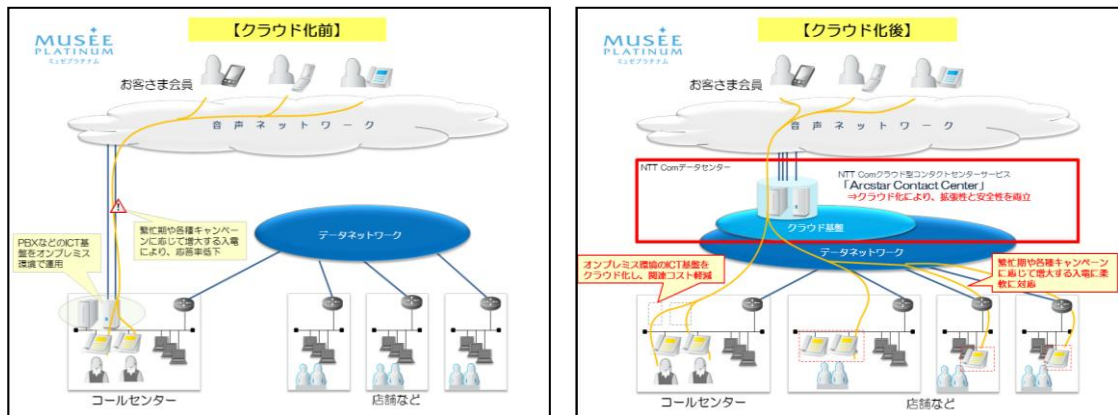 【クラウド化前】
MUSÉE
PLATINUM
ミュゼプラチナム
お客さま会員
音声ネットワーク
PBXなどのICT基
盤をオンプレミス
環境で運用
繁忙期や各種キャンペー
ンに応じて増大する入電
により、応答率低下
データネットワーク
コールセンター
店舗など
【クラウド化後】
MUSÉE
PLATINUM
ミュゼプラチナム
お客さま会員
音声ネットワーク
NTT Comデータセンター
NTT Comクラウド型コンタクトセンターサービス
「Arcstar Contact Center」
⇒クラウド化により、拡張性と安全性を両立
クラウド基盤
データネットワーク
オンプレミス環境のICT基盤を
クラウド化し、関連コスト軽減
繁忙期や各種キャンペーン
に応じて増大する入電に柔
軟に対応
コールセンター
店舗など